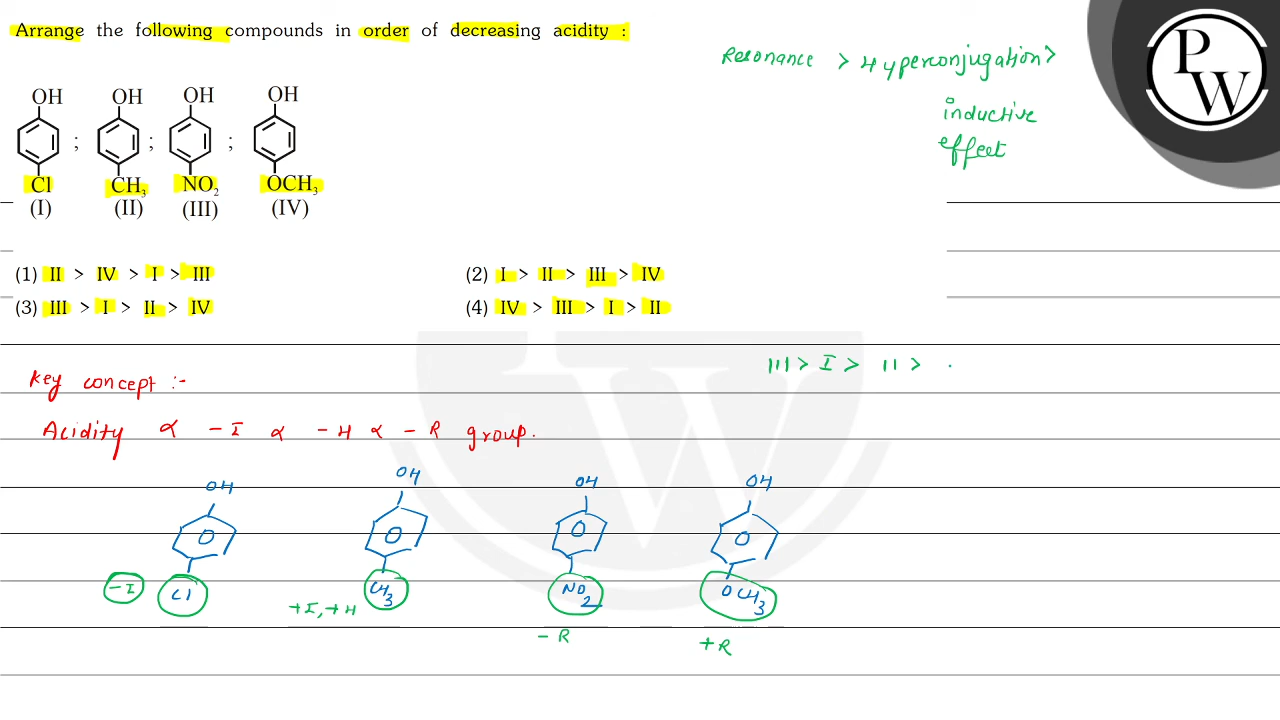 Arrange the following compounds in order of decreasing acidity :
Resonance > Hyperconjugation >
inductive
effect
P
W
OH OH OH OH
; ; ;
Cl CH₃ NO₂ OCH₃
(I) (II) (III) (IV)
(1) II > IV > I > III (2) I > II > III > IV
(3) III > I > II > IV (4) IV > III > I > II
III > I > II > .
Key concept :-
Acidity ∝ - I ∝ - H ∝ - R group.
OH OH OH OH
- I Cl CH₃ NO₂ OCH₃
+ I, + H
- R + R